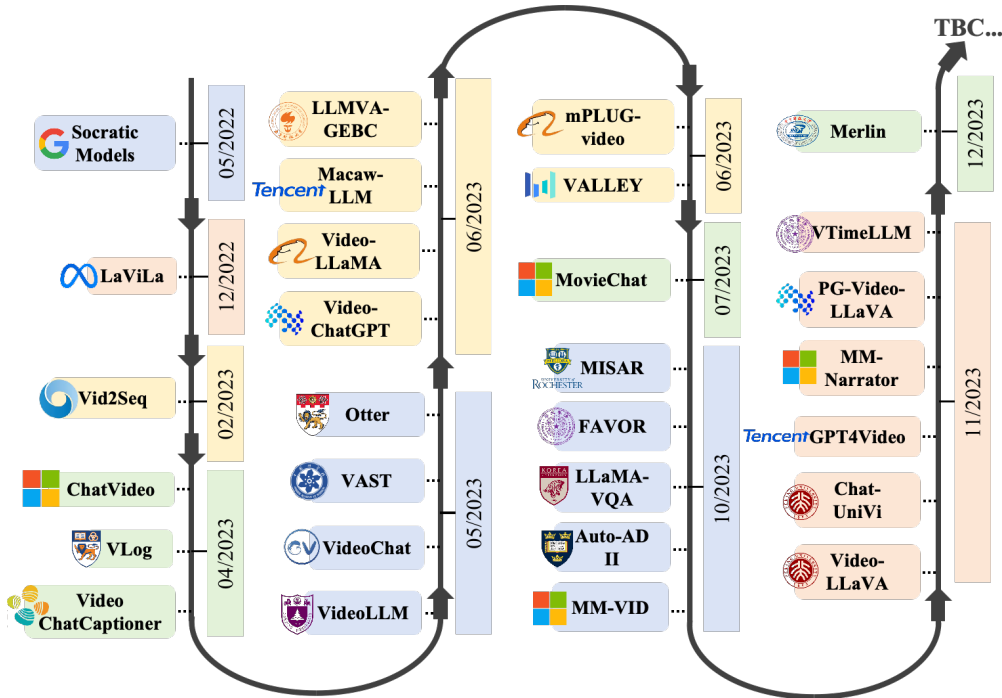 Socratic
Models
05/2022
LaViLa
12/2022
Vid2Seq
02/2023
ChatVideo
VLog
Video
ChatCaptioner
04/2023
LLMVA-
GEBC
Tencent
Macaw-
LLM
Video-
LLaMA
Video-
ChatGPT
06/2023
Otter
VAST
VideoChat
VideoLLM
05/2023
mPLUG-
video
VALLEY
06/2023
MovieChat
07/2023
ROCHESTER
MISAR
FAVOR
KOREA
LLaMA-
VQA
Auto-AD
II
MM-VID
10/2023
TBC...
Merlin
12/2023
VTimeLLM
PG-Video-
LLaVA
MM-
Narrator
Tencent
GPT4Video
Chat-
UniVi
Video-
LLaVA
11/2023